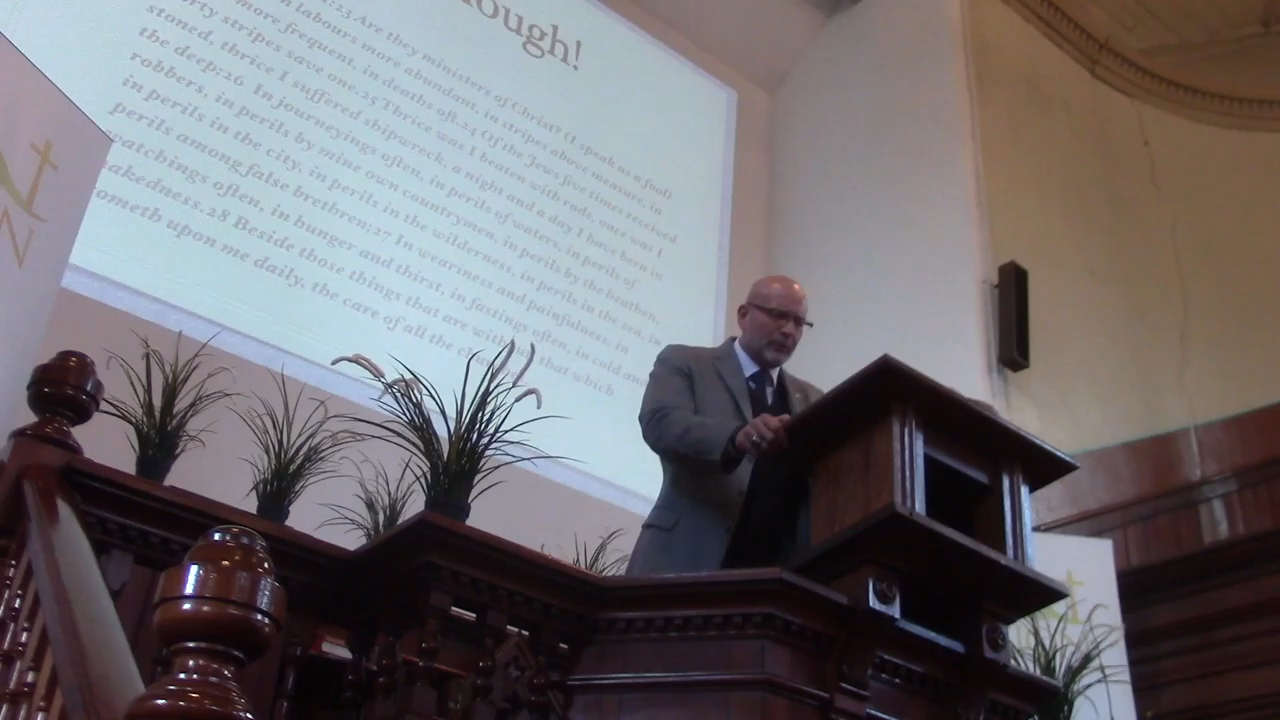 ough!
:23 Are they ministers of Christ? (I speak as a fool)
more frequent, in deaths oft.24 Of the Jews five times received
n labours more abundant, in stripes above measure, in
orty stripes save one.25 Thrice was I beaten with rods, once was I
stoned, thrice I suffered shipwreck, a night and a day I have been in
the deep;26 In journeyings often, in perils of waters, in perils of
robbers, in perils by mine own countrymen, in perils by the heathen,
in perils in the city, in perils in the wilderness, in perils in the sea, in
perils among false brethren;27 In weariness and painfulness, in
watchings often, in hunger and thirst, in fastings often, in cold and
akedness.28 Beside those things that are without, that which
ometh upon me daily, the care of all the
N